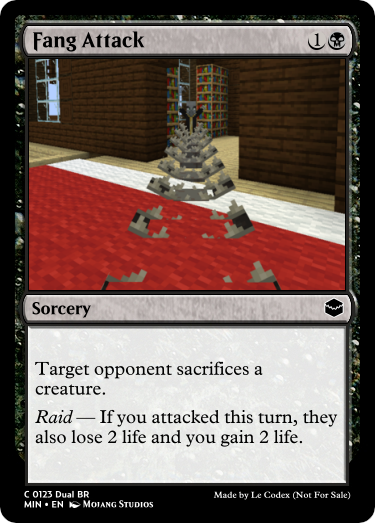 Fang Attack 1
Sorcery
Target opponent sacrifices a
creature.
Raid — If you attacked this turn, they
also lose 2 life and you gain 2 life.
C 0123 Dual BR
MIN • EN Mojang Studios
Made by Le Codex (Not For Sale)